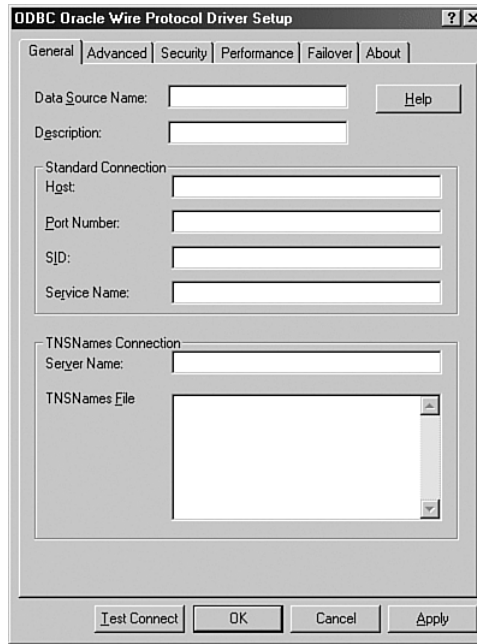 ODBC Oracle Wire Protocol Driver Setup
General Advanced Security Performance Failover About
Data Source Name:
Help
Description:
Standard Connection
Host:
Port Number:
SID:
Service Name:
TNSNames Connection
Server Name:
TNSNames File
Test Connect OK Cancel Apply